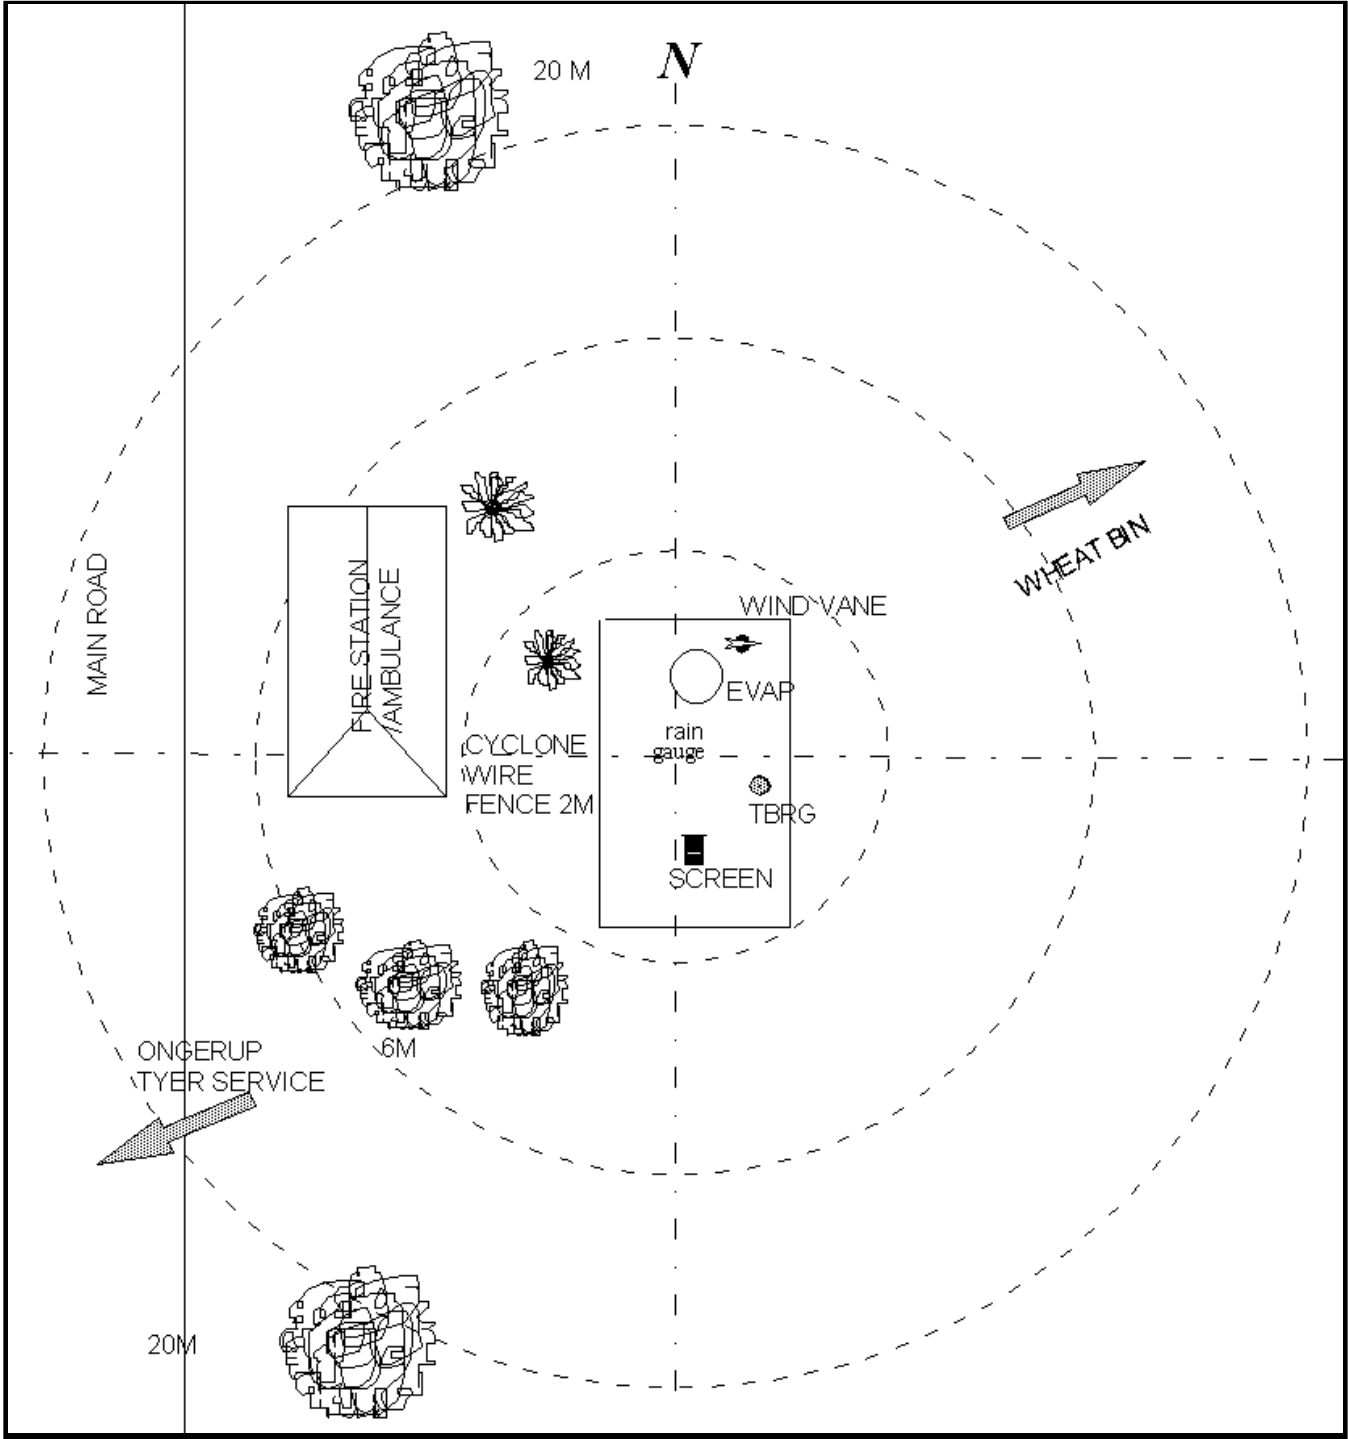 20 M
N
WHEAT BIN
MAIN ROAD
FIRE STATION
/AMBULANCE
WIND VANE
EVAP
rain
gauge
CYCLONE
WIRE
FENCE 2M
TBRG
SCREEN
6M
ONGERUP
TYER SERVICE
20M